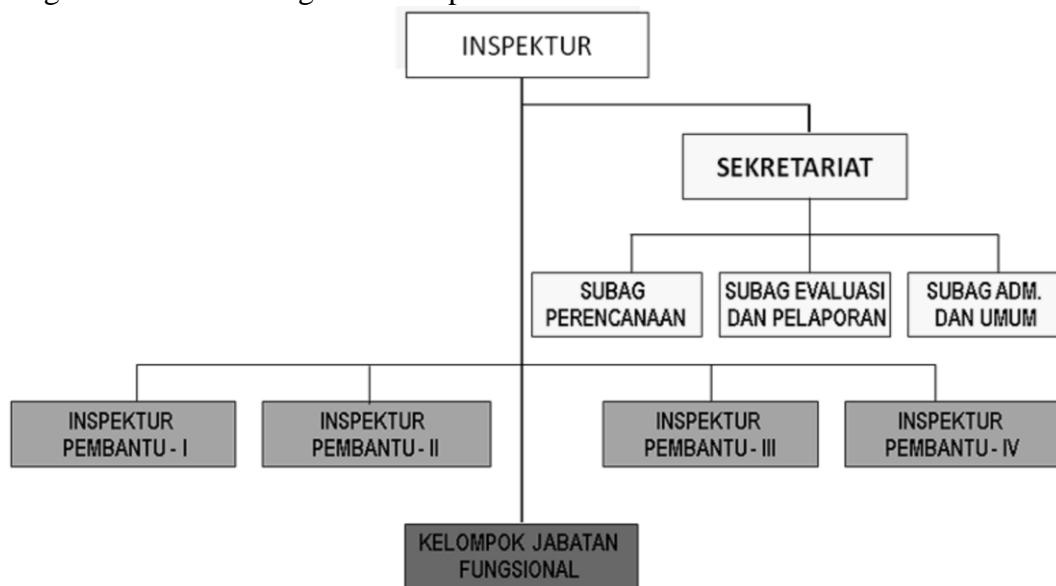 INSPEKTUR
SEKRETARIAT
SUBAG
PERENCANAAN
SUBAG EVALUASI
DAN PELAPORAN
SUBAG ADM.
DAN UMUM
INSPEKTUR
PEMBANTU - I
INSPEKTUR
PEMBANTU - II
INSPEKTUR
PEMBANTU - III
INSPEKTUR
PEMBANTU - IV
KELOMPOK JABATAN
FUNGSIONAL